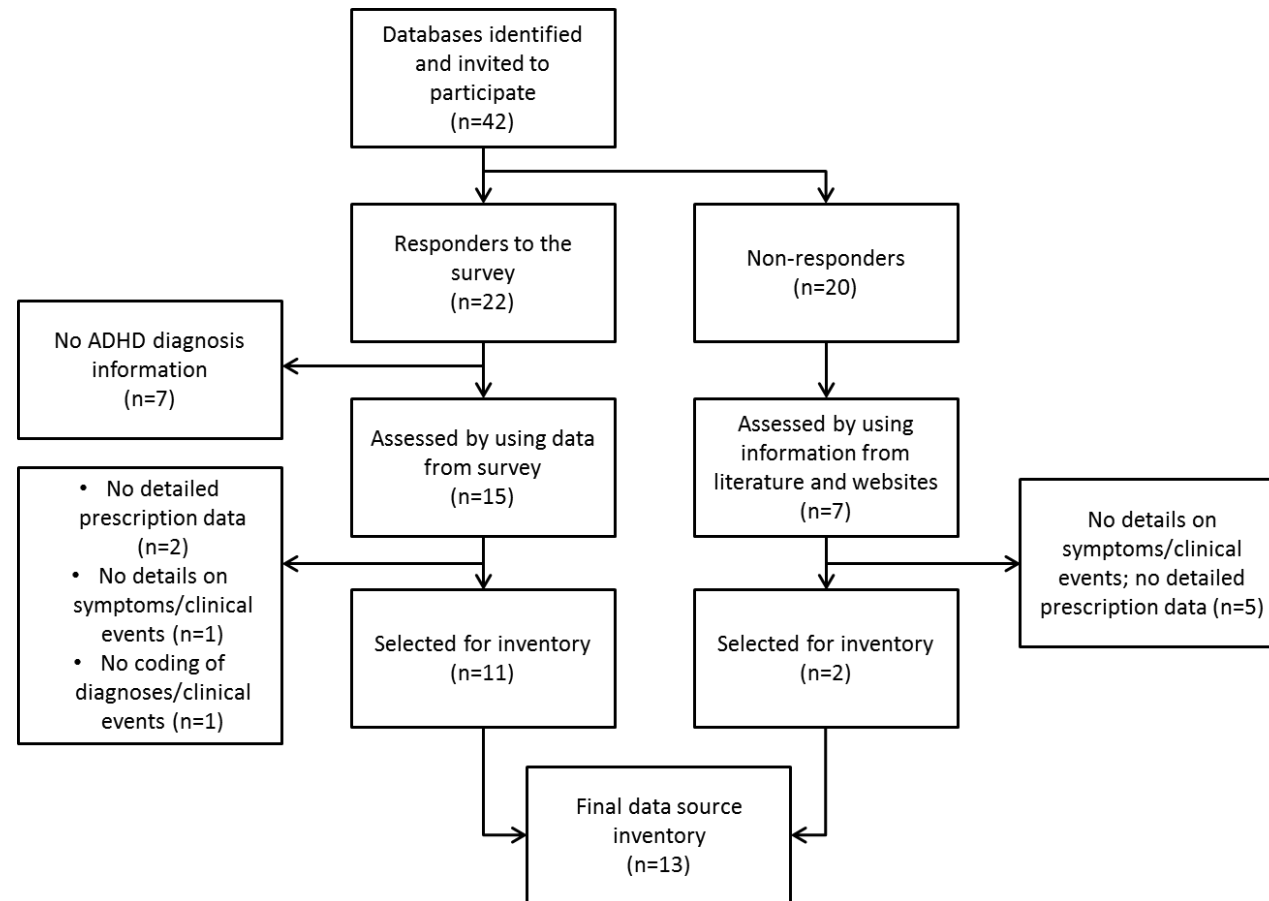 Databases identified
and invited to
participate
(n=42)
Responders to the
survey
(n=22)
Non-responders
(n=20)
No ADHD diagnosis
information
(n=7)
Assessed by using data
from survey
(n=15)
Assessed by using
information from
literature and websites
(n=7)
• No detailed
prescription data
(n=2)
• No details on
symptoms/clinical
events (n=1)
• No coding of
diagnoses/clinical
events (n=1)
No details on
symptoms/clinical
events; no detailed
prescription data (n=5)
Selected for inventory
(n=11)
Selected for inventory
(n=2)
Final data source
inventory
(n=13)